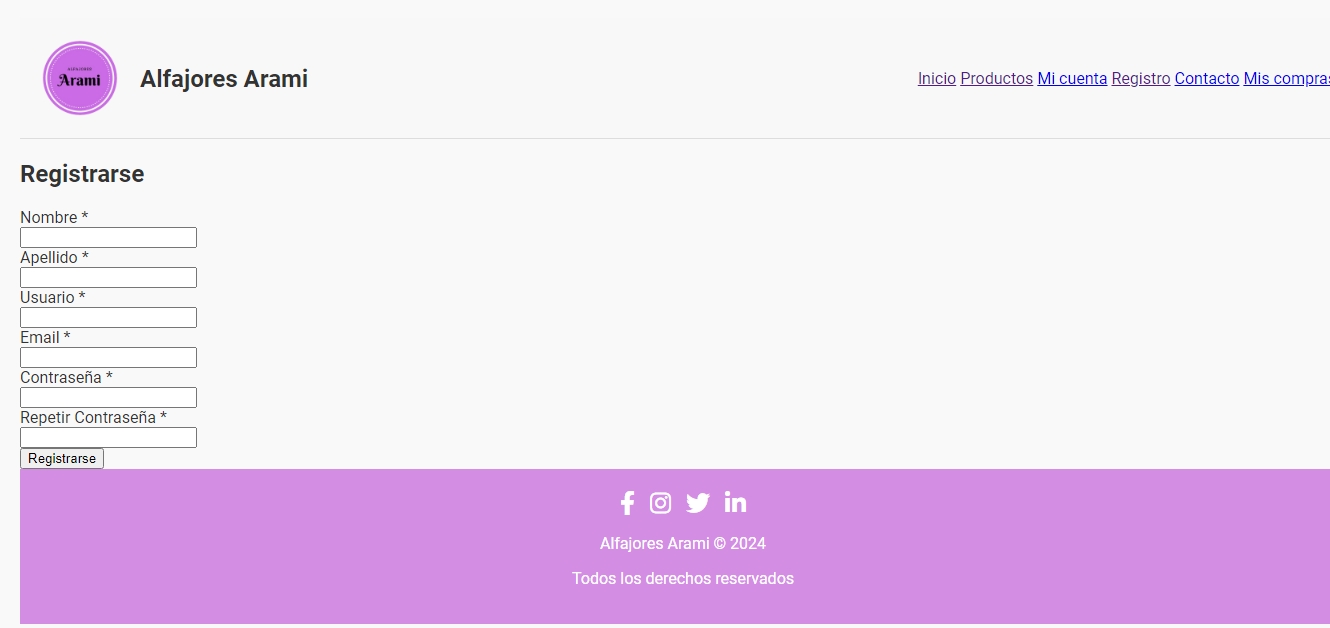 ALFAJORES
Arami
Alfajores Arami
Inicio Productos Mi cuenta Registro Contacto Mis compras
Registrarse
Nombre *
Apellido *
Usuario *
Email *
Contraseña *
Repetir Contraseña *
Registrarse
Alfajores Arami © 2024
Todos los derechos reservados